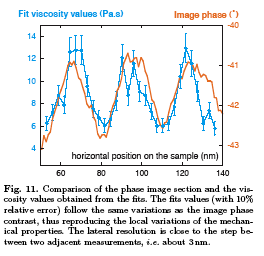 Fit viscosity values (Pa.s) Image phase (°)
14
12
10
8
6
4
-40
-41
-42
-43
horizontal position on the sample (nm)
60 80 100 120 140
Fig. 11. Comparison of the phase image section and the vis-
cosity values obtained from the fits. The fits values (with 10%
relative error) follow the same variations as the image phase
contrast, thus reproducing the local variations of the mechan-
ical properties. The lateral resolution is close to the step be-
tween two adjacent measurements, i.e. about 3 nm.